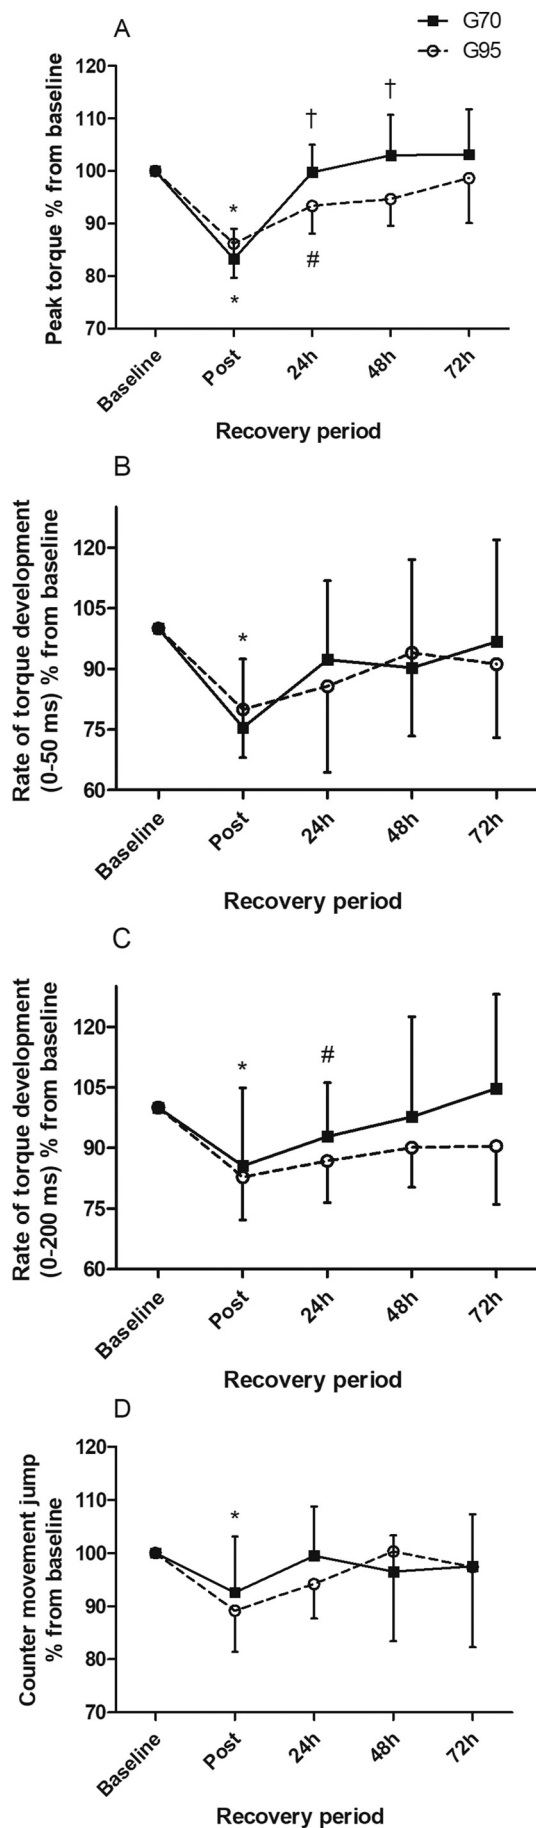 A
G70
G95
Peak torque % from baseline
120
110
100
90
80
70
†
†
*
*
#
Baseline
Post
24h
48h
72h
Recovery period
B
Rate of torque development
(0-50 ms) % from baseline
120
105
90
75
60
*
Baseline
Post
24h
48h
72h
Recovery period
C
Rate of torque development
(0-200 ms) % from baseline
120
105
90
75
60
*
#
Baseline
Post
24h
48h
72h
Recovery period
D
Counter movement jump
% from baseline
120
110
100
90
80
70
*
Baseline
Post
24h
48h
72h
Recovery period